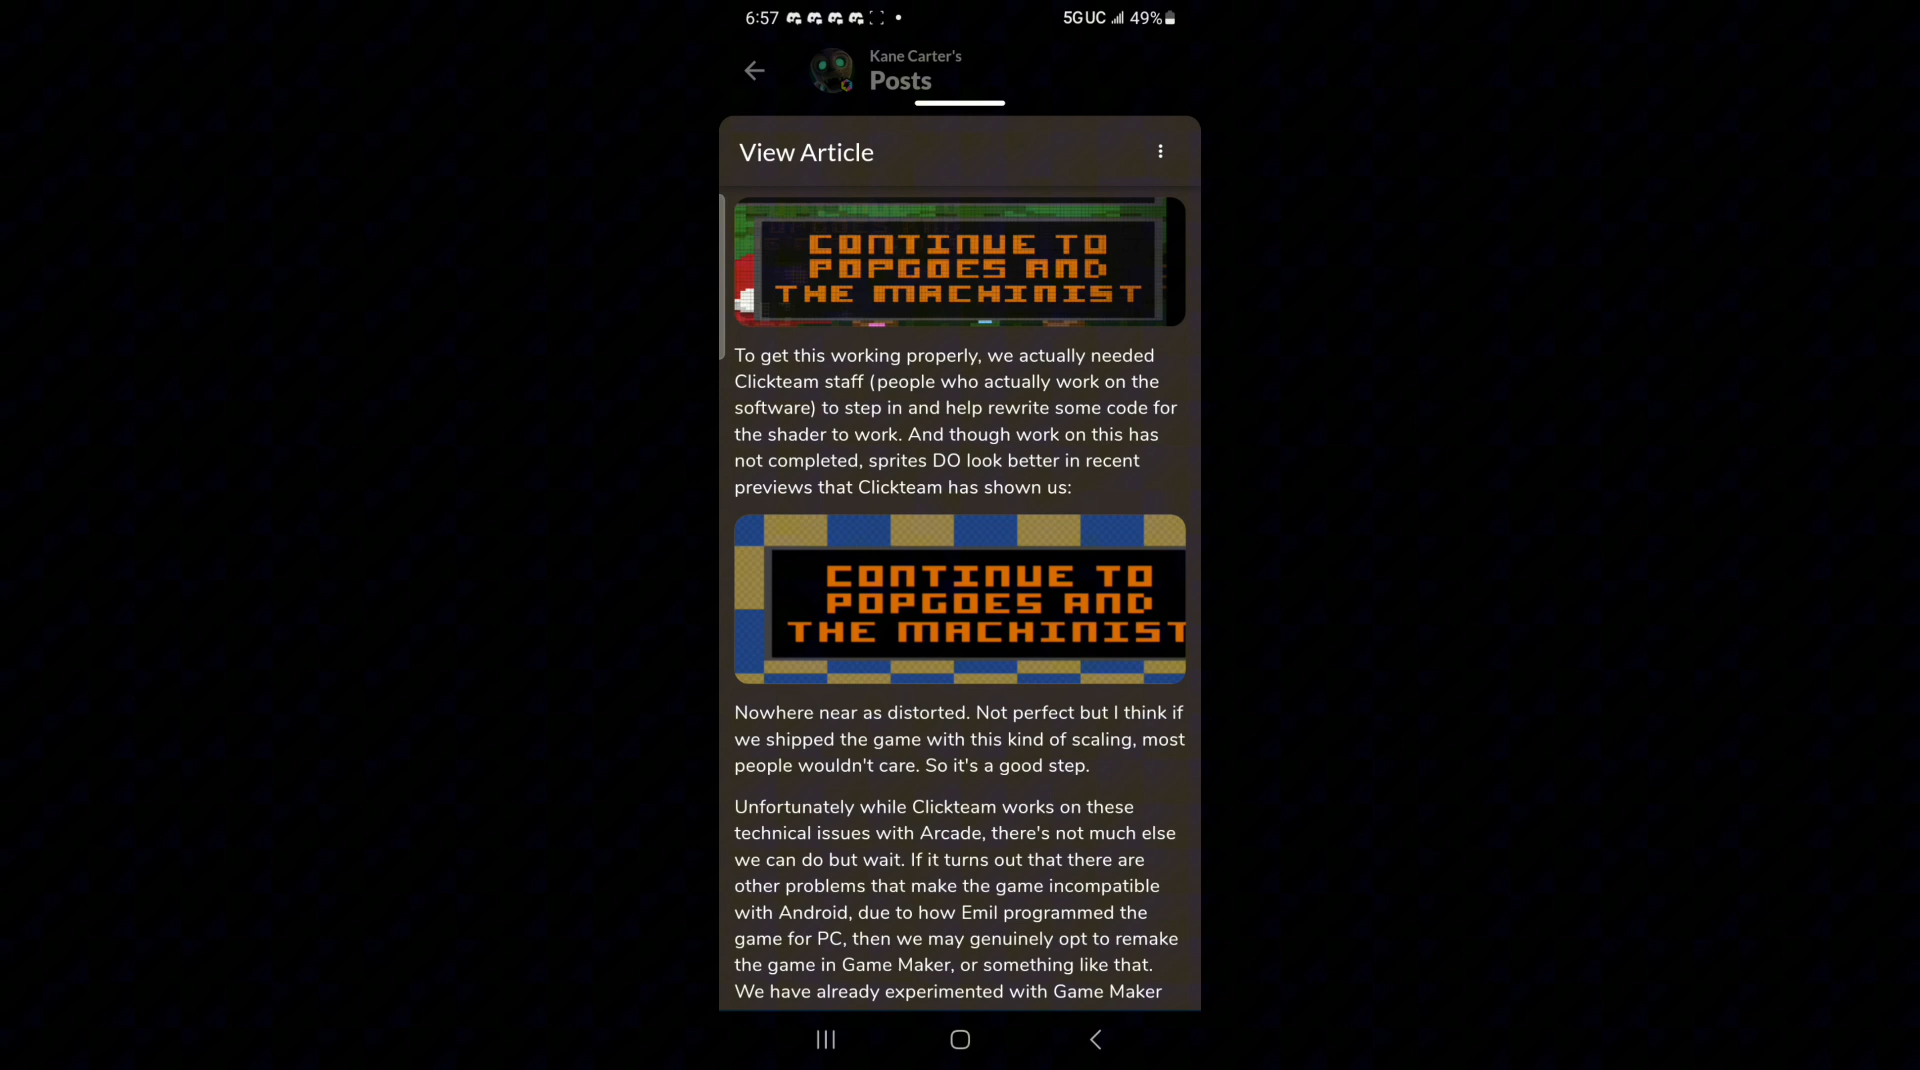 6:57
5G UC 49%
Kane Carter's
Posts
View Article
CONTINUE TO
POPGOES AND
THE MACHINIST
To get this working properly, we actually needed
Clickteam staff (people who actually work on the
software) to step in and help rewrite some code for
the shader to work. And though work on this has
not completed, sprites DO look better in recent
previews that Clickteam has shown us:
CONTINUE TO
POPGOES AND
THE MACHINIST
Nowhere near as distorted. Not perfect but I think if
we shipped the game with this kind of scaling, most
people wouldn't care. So it's a good step.
Unfortunately while Clickteam works on these
technical issues with Arcade, there's not much else
we can do but wait. If it turns out that there are
other problems that make the game incompatible
with Android, due to how Emil programmed the
game for PC, then we may genuinely opt to remake
the game in Game Maker, or something like that.
We have already experimented with Game Maker